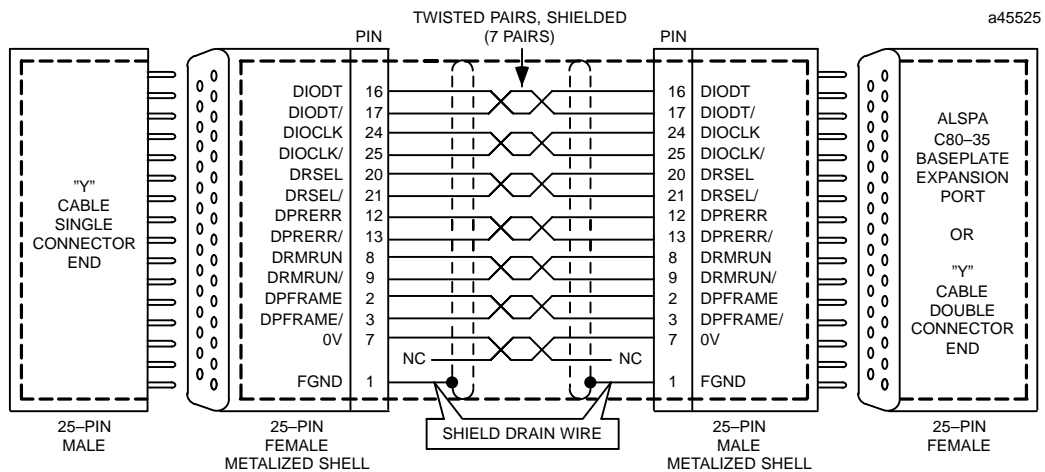 a45525
TWISTED PAIRS, SHIELDED
(7 PAIRS)
PIN
PIN
"Y"
CABLE
SINGLE
CONNECTOR
END
DIODT 16
DIODT/ 17
DIOCLK 24
DIOCLK/ 25
DRSEL 20
DRSEL/ 21
DPRERR 12
DPRERR/ 13
DRMRUN 8
DRMRUN/ 9
DPFRAME 2
DPFRAME/ 3
0V 7
FGND 1
NC
NC
16 DIODT
17 DIODT/
24 DIOCLK
25 DIOCLK/
20 DRSEL
21 DRSEL/
12 DPRERR
13 DPRERR/
8 DRMRUN
9 DRMRUN/
2 DPFRAME
3 DPFRAME/
7 0V
1 FGND
ALSPA
C80–35
BASEPLATE
EXPANSION
PORT
OR
"Y"
CABLE
DOUBLE
CONNECTOR
END
SHIELD DRAIN WIRE
25–PIN
MALE
25–PIN
FEMALE
METALIZED SHELL
25–PIN
MALE
METALIZED SHELL
25–PIN
FEMALE